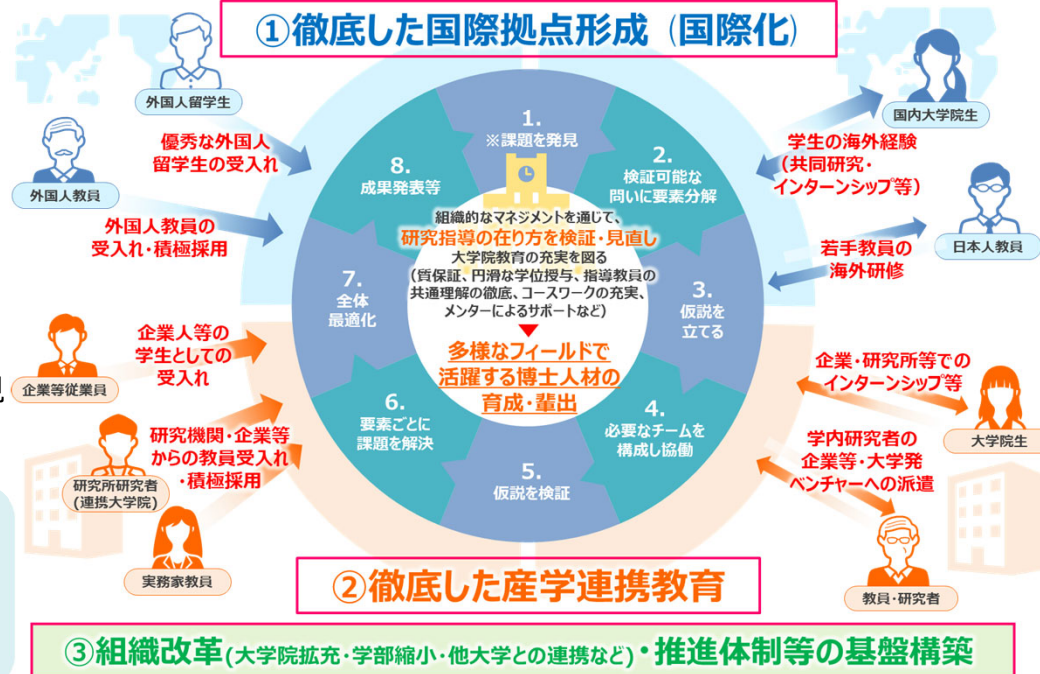 ①徹底した国際拠点形成（国際化）
外国人留学生
優秀な外国人
留学生の受入れ
外国人教員
外国人教員の
受入れ・積極採用
国内大学院生
学生の海外経験
（共同研究・
インターンシップ等）
日本人教員
若手教員の
海外研修
1.
※課題を発見
2.
検証可能な
問いに要素分解
3.
仮説を
立てる
4.
必要なチームを
構成し協働
5.
仮説を検証
6.
要素ごとに
課題を解決
7.
全体
最適化
8.
成果発表等
組織的なマネジメントを通じて、
研究指導の在り方を検証・見直し
大学院教育の充実を図る
(質保証、円滑な学位授与、指導教員の
共通理解の徹底、コースワークの充実、
メンターによるサポートなど)
多様なフィールドで
活躍する博士人材の
育成・輩出
企業人等の
学生としての
受入れ
企業等従業員
研究機関・企業等
からの教員受入れ
・積極採用
研究所研究者
(連携大学院)
実務家教員
企業・研究所等での
インターンシップ等
大学院生
学内研究者の
企業等・大学発
ベンチャーへの派遣
教員・研究者
②徹底した産学連携教育
③組織改革(大学院拡充・学部縮小・他大学との連携など)・推進体制等の基盤構築